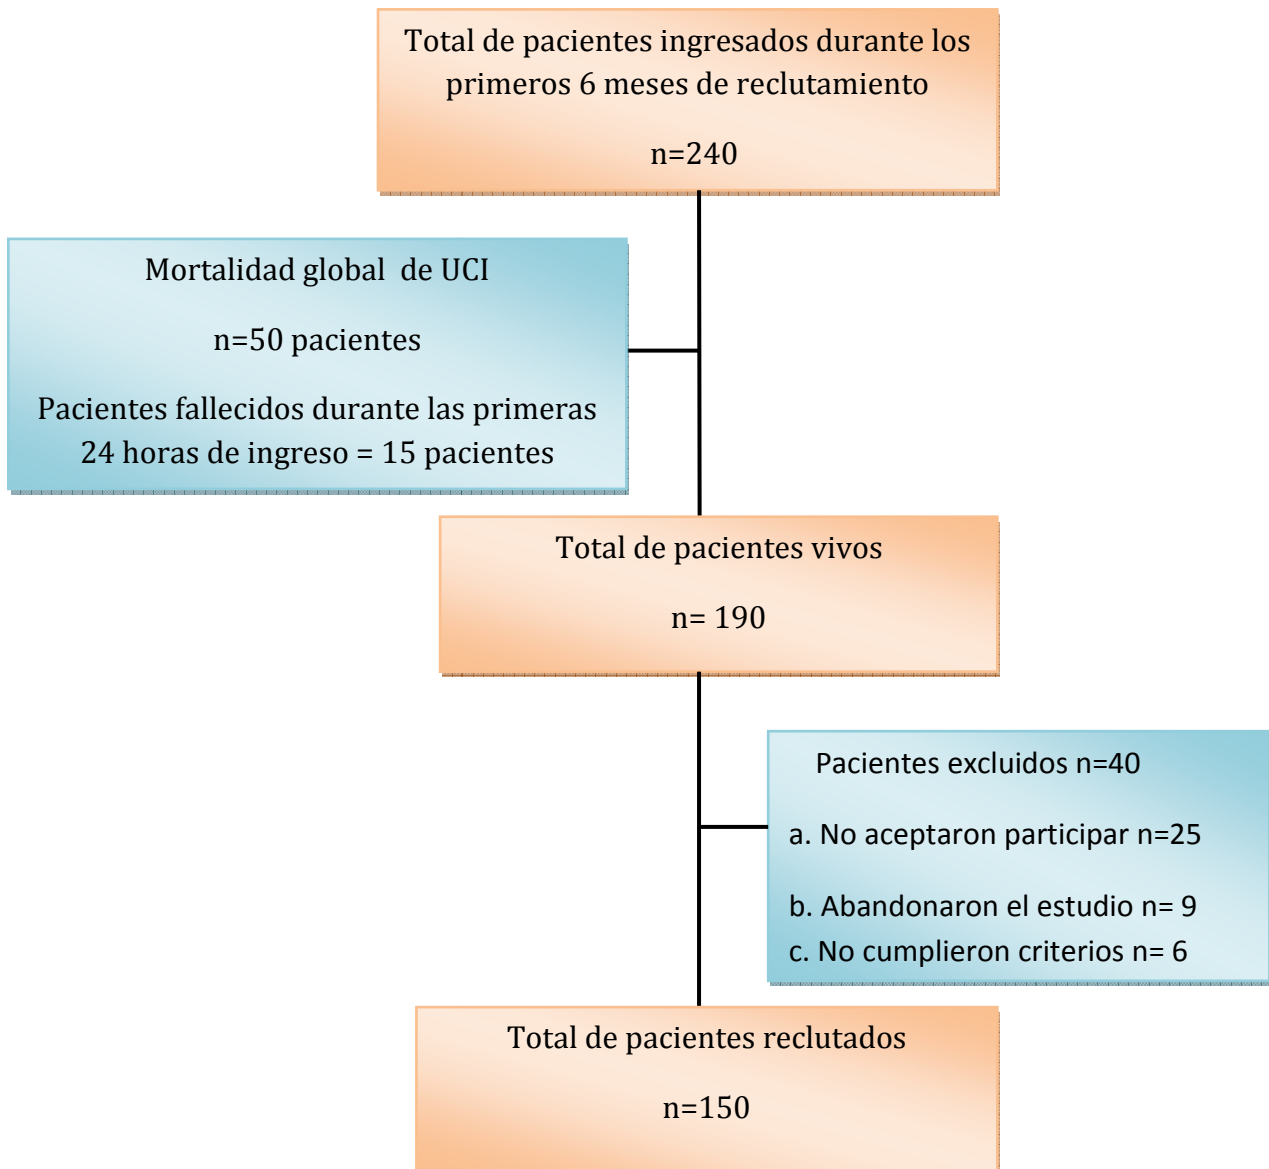 Total de pacientes ingresados durante los
primeros 6 meses de reclutamiento
n=240
Mortalidad global  de UCI
n=50 pacientes
Pacientes fallecidos durante las primeras
24 horas de ingreso = 15 pacientes
Total de pacientes vivos
n= 190
Pacientes excluidos n=40
a. No aceptaron participar n=25
b. Abandonaron el estudio n= 9
c. No cumplieron criterios n= 6
Total de pacientes reclutados
n=150